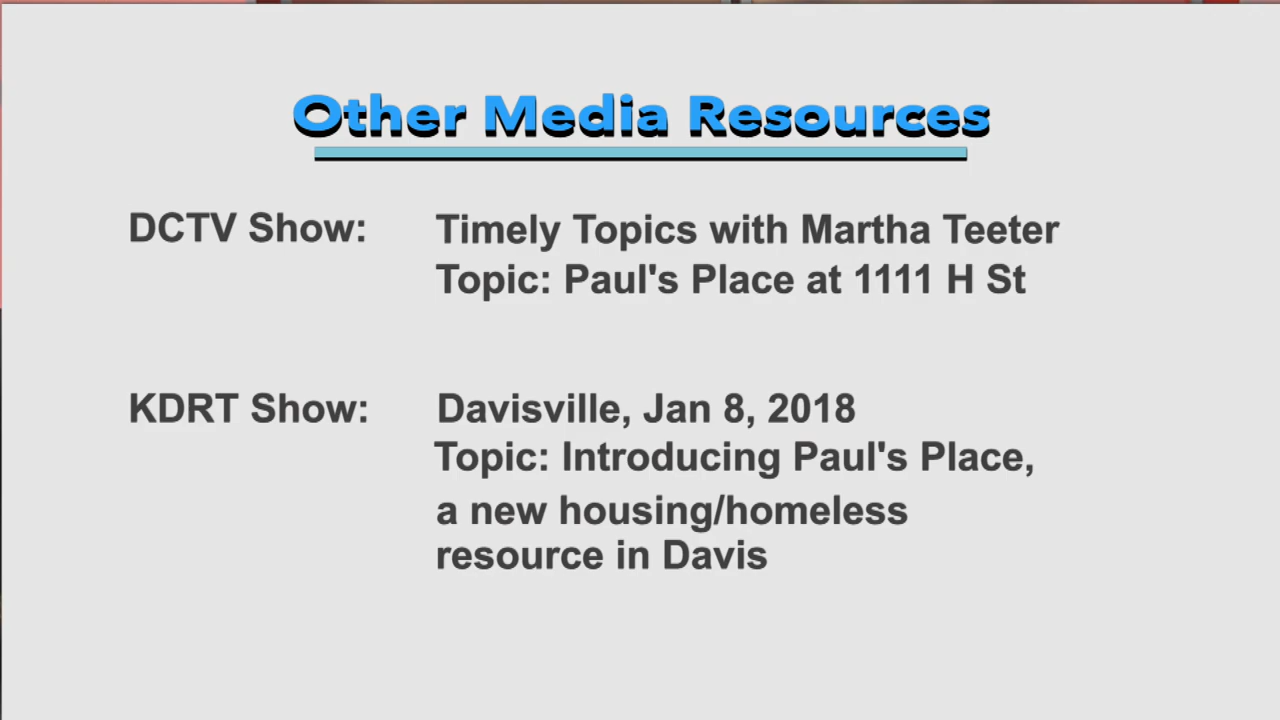 Other Media Resources
DCTV Show: Timely Topics with Martha Teeter
Topic: Paul's Place at 1111 H St
KDRT Show: Davisville, Jan 8, 2018
Topic: Introducing Paul's Place,
a new housing/homeless
resource in Davis